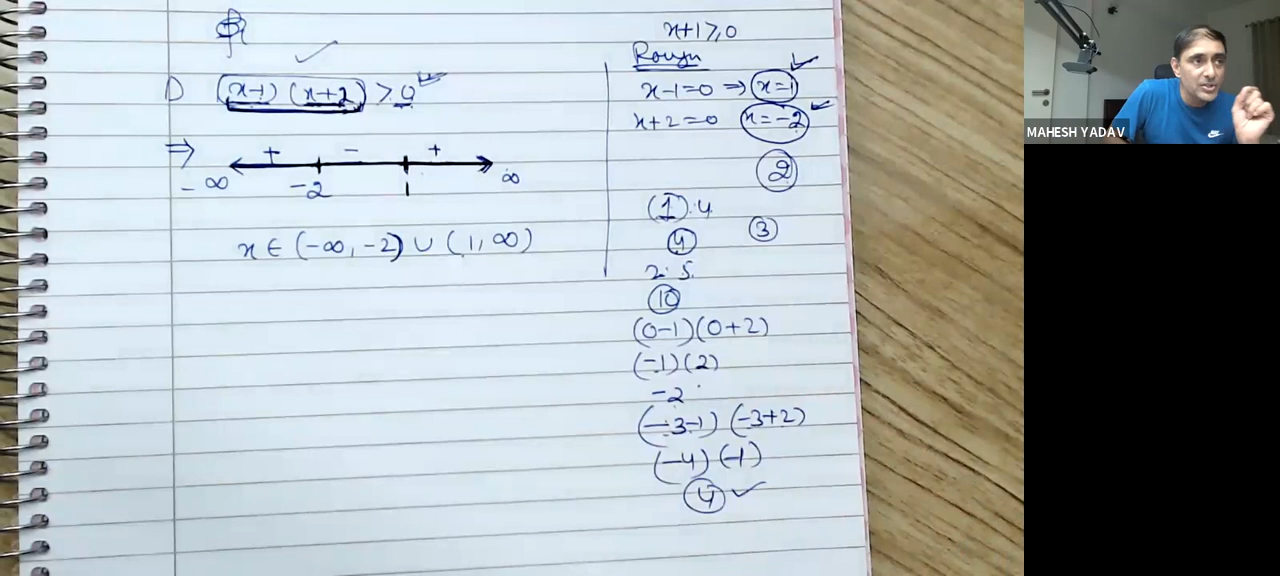 1) (x-1) (x+2) > 0
⇒
+ - +
-∞ -2 1 ∞
x ∈ (-∞, -2) ∪ (1, ∞)
x+1≥0
Rough
x-1=0 ⇒ x=1
x+2=0 x=-2
2
(1).4
4 3
2.5
10
(0-1)(0+2)
(-1)(2)
-2
(-3-1) (-3+2)
(-4) (-1)
4
MAHESH YADAV